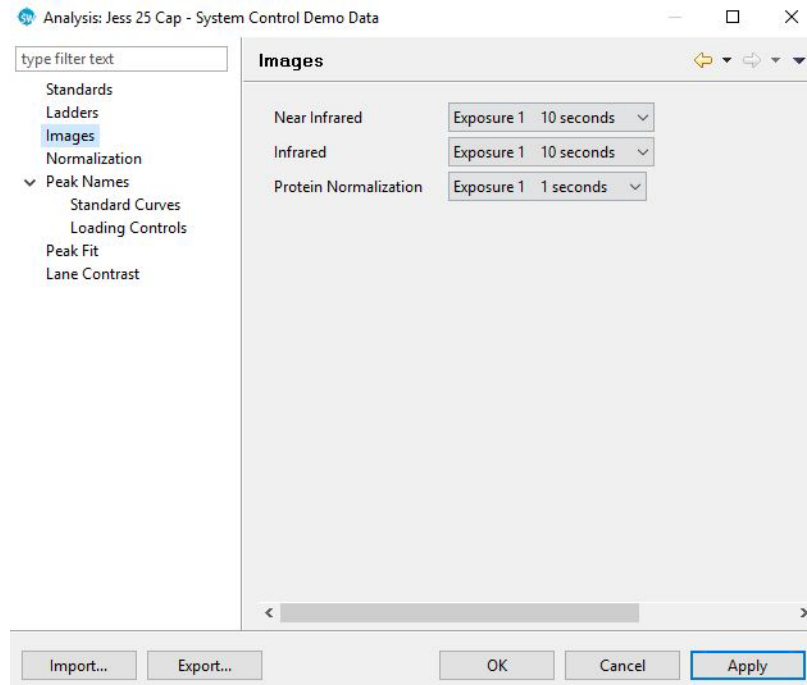 SW Analysis: Jess 25 Cap - System Control Demo Data
type filter text
Standards
Ladders
Images
Normalization
Peak Names
Standard Curves
Loading Controls
Peak Fit
Lane Contrast
Images
Near Infrared Exposure 1 10 seconds
Infrared Exposure 1 10 seconds
Protein Normalization Exposure 1 1 seconds
Import... Export... OK Cancel Apply